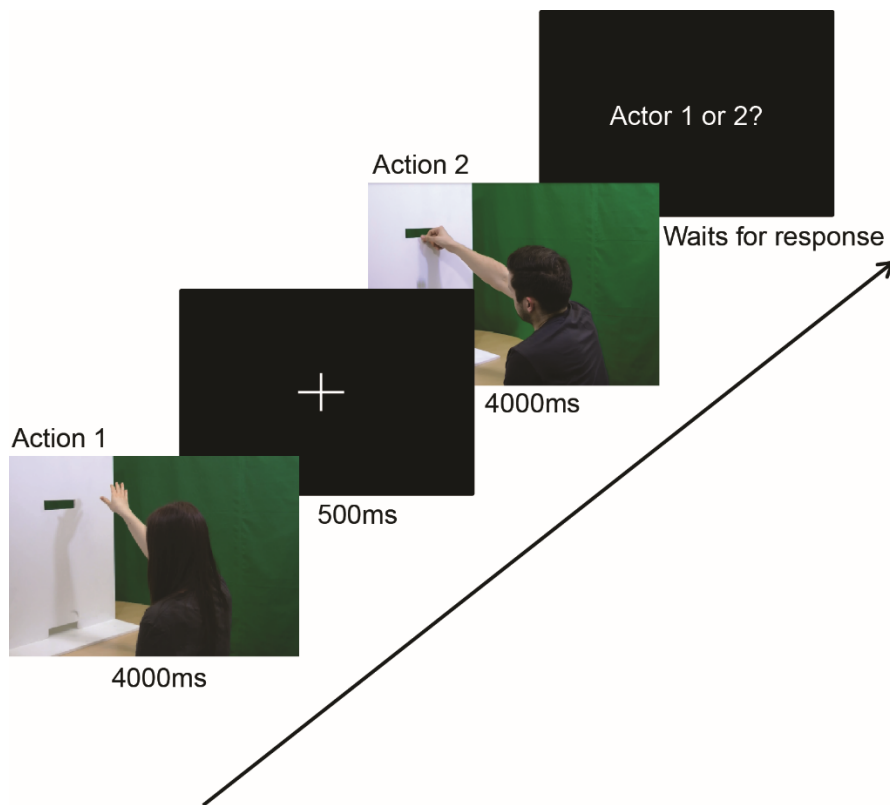 Actor 1 or 2?
Action 2
Waits for response
4000ms
Action 1
500ms
4000ms